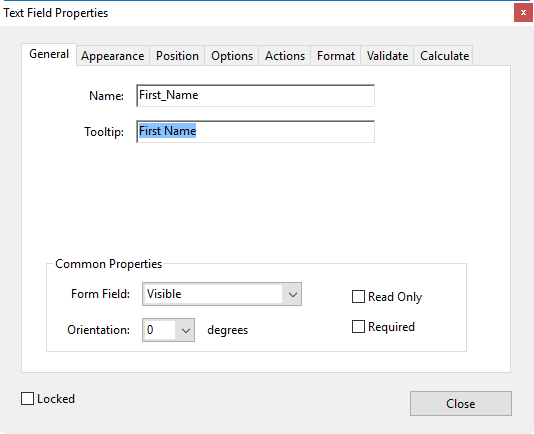 Text Field Properties
x
General Appearance Position Options Actions Format Validate Calculate
Name: First_Name
Tooltip: First Name
Common Properties
Form Field: Visible
Read Only
Orientation: 0 degrees
Required
Locked
Close